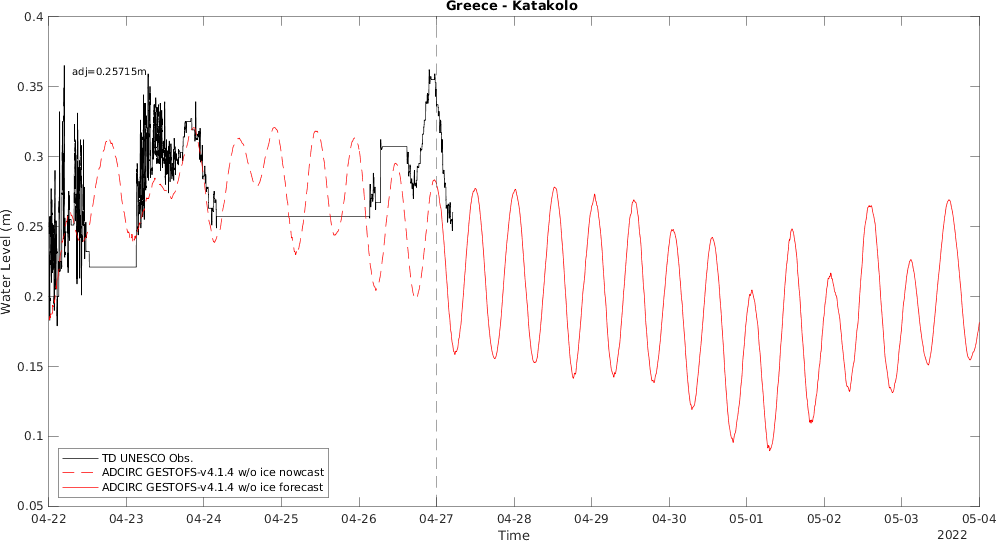 Greece - Katakolo
0.4
0.35
0.3
0.25
0.2
0.15
0.1
0.05
Water Level (m)
adj=0.25715m
TD UNESCO Obs.
ADCIRC GESTOFS-v4.1.4 w/o ice nowcast
ADCIRC GESTOFS-v4.1.4 w/o ice forecast
04-22 04-23 04-24 04-25 04-26 04-27 04-28 04-29 04-30 05-01 05-02 05-03 05-04
Time
2022